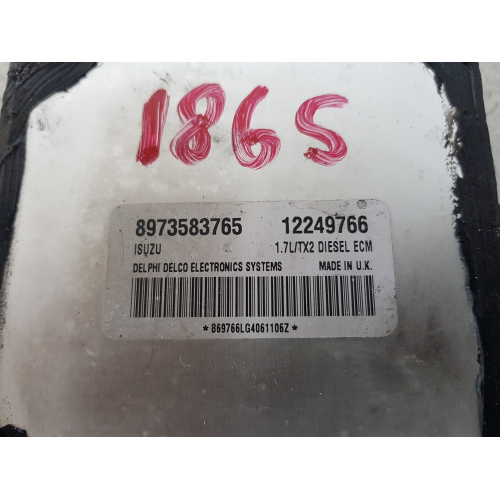 1865
8973583765 12249766
ISUZU 1.7L/TX2 DIESEL ECM
DELPHI DELCO ELECTRONICS SYSTEMS MADE IN U.K.
*869766LG4061106Z*